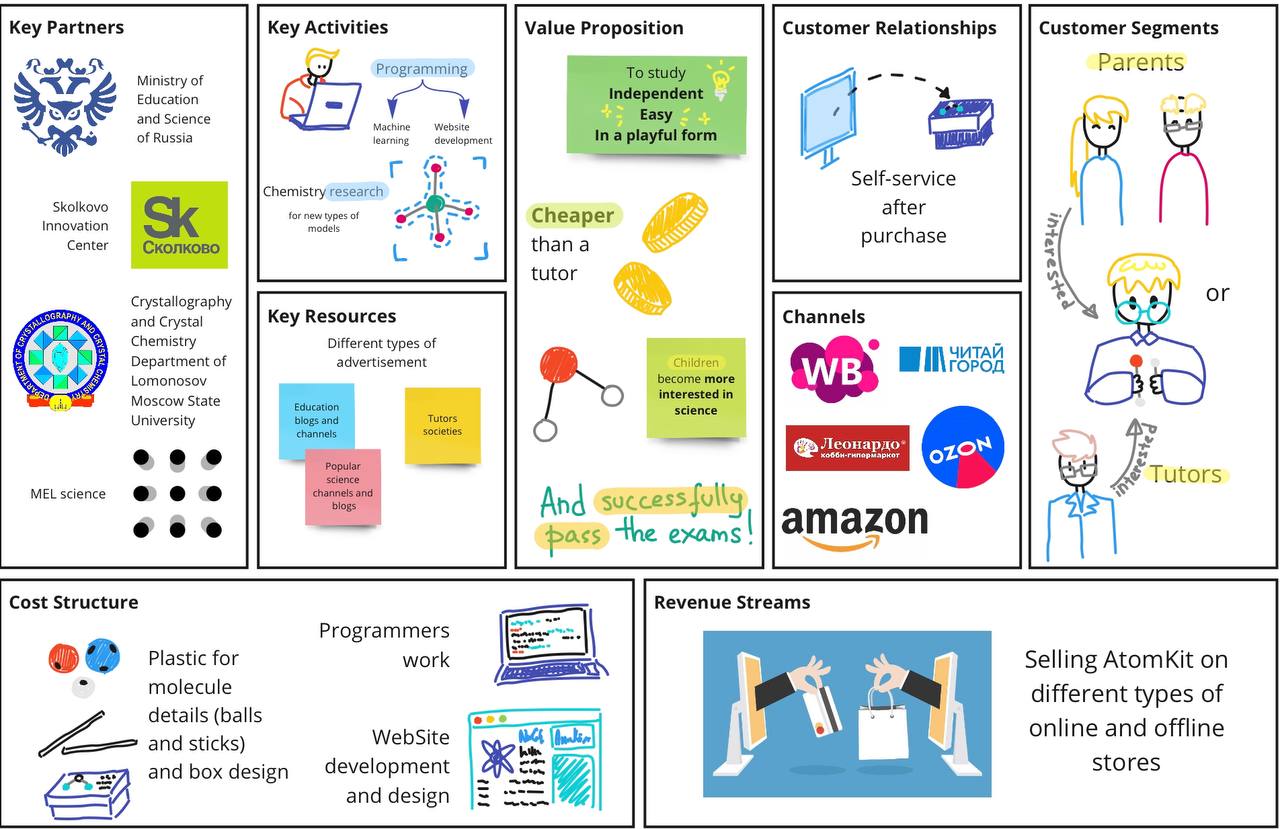 Key Partners
Ministry of
Education
and Science
of Russia
Skolkovo
Innovation
Center
Sk
Сколково
Crystallography
and Crystal
Chemistry
Department of
Lomonosov
Moscow State
University
DEPARTMENT OF CRYSTALLOGRAPHY AND CRYSTAL CHEMISTRY
MEL science
Key Activities
Programming
Machine
learning
Website
development
Chemistry research
for new types of
models
Key Resources
Different types of
advertisement
Education
blogs and
channels
Tutors
societies
Popular
science
channels and
blogs
Value Proposition
To study
Independent
Easy
In a playful form
Cheaper
than a
tutor
Children
become more
interested in
science
And successfully
pass the exams!
Customer Relationships
Self-service
after
purchase
Channels
WB
ЧИТАЙ
ГОРОД
Леонардо®
хобби-гипермаркет
OZON
amazon
Customer Segments
Parents
interested
or
interested
Tutors
Cost Structure
Plastic for
molecule
details (balls
and sticks)
and box design
Programmers
work
WebSite
development
and design
Revenue Streams
Selling AtomKit on
different types of
online and offline
stores